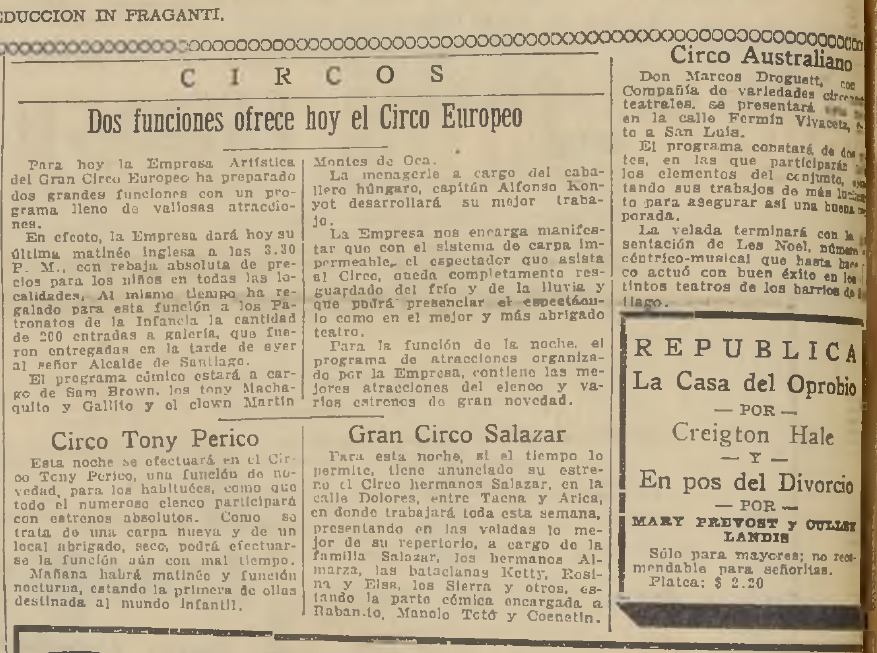 EDUCCION IN FRAGANTI.
CIRCOS
Dos funciones ofrece hoy el Circo Europeo
Para hoy la Empresa Artística
del Gran Circo Europeo ha preparado
dos grandes funciones con un pro-
grama lleno de valiosas atraccio-
nes.
En efecto, la Empresa dará hoy su
última matinée inglesa a las 3.30
P. M., con rebaja absoluta de pre-
cios para los niños en todas las lo-
calidades. Al mismo tiempo ha re-
galado para esta función a los Pa-
tronatos de la Infancia la cantidad
de 200 entradas a galería, que fue-
ron entregadas en la tarde de ayer
al señor Alcalde de Santiago.
El programa cómico estará a car-
go de Sam Brown, los tony Macha-
quito y Gallito y el clown Martín
Montes de Oca.
La menagerie a cargo del caba-
llero húngaro, capitán Alfonso Kon-
yot desarrollará su mejor traba-
jo.
La Empresa nos encarga manifes-
tar que con el sistema de carpa im-
permeable, el espectador que asista
al Circo, queda completamente res-
guardado del frío y de la lluvia y
que podrá presenciar el espectácu-
lo como en el mejor y más abrigado
teatro.
Para la función de la noche, el
programa de atracciones organiza-
do por la Empresa, contiene las me-
jores atracciones del elenco y va-
rios estrenos de gran novedad.
Circo Tony Perico
Esta noche se efectuará en el Cir-
co Tony Perico, una función de no-
vedad, para los habituées, como que
todo el numeroso elenco participará
con estrenos absolutos. Como se
trata de una carpa nueva y de un
local abrigado, seco, podrá efectuar-
se la función aún con mal tiempo.
Mañana habrá matinée y función
nocturna, estando la primera de ellas
destinada al mundo infantil.
Gran Circo Salazar
Para esta noche, si el tiempo lo
permite, tiene anunciado su estre-
no el Circo hermanos Salazar, en la
calle Dolores, entre Tacna y Arica,
en donde trabajará toda esta semana,
presentando en las veladas lo me-
jor de su repertorio, a cargo de la
familia Salazar, los hermanos Al-
marza, las bataclanas Ketty, Rosi-
na y Elsa, los Sierra y otros, es-
tando la parte cómica encargada a
Rabanito, Manolo Teté y Coenatín.
Circo Australiano
Don Marcos Droguett, con
Compañía de variedades
teatrales, se presentará
en la calle Fermín Vivaceta,
to a San Luis.
El programa constará de dos
tes, en las que participarán
los elementos del conjunto,
tando sus trabajos de más
to para asegurar así una buena
porada.
La velada terminará con la
sentación de Les Noel, número
céntrico-musical que hasta
co actuó con buen éxito en los
tintos teatros de los barrios de
tiago.
REPUBLICA
La Casa del Oprobio
— POR —
Creigton Hale
— Y —
En pos del Divorcio
— POR —
MARY PREVOST y CULLEN
LANDIS
Sólo para mayores; no reco-
mendable para señoritas.
Platea: $ 2.20